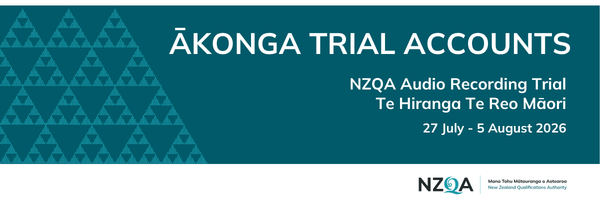 ĀKONGA TRIAL ACCOUNTS
NZQA Audio Recording Trial
Te Hiranga Te Reo Māori
27 July - 5 August 2026
NZQA
Mana Tohu Mātauranga o Aotearoa
New Zealand Qualifications Authority